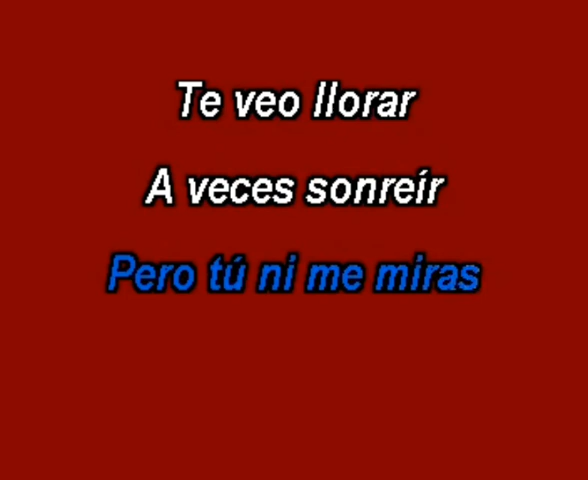 Te veo llorar
A veces sonreír
Pero tú ni me miras